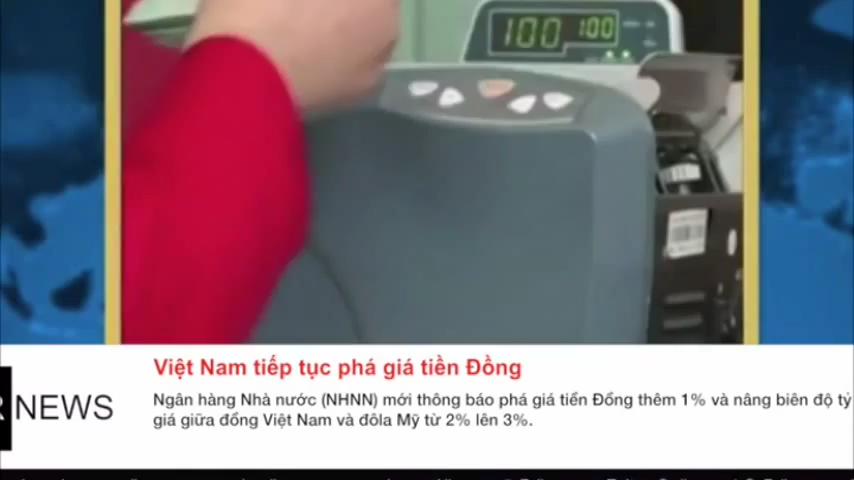 100 100
Việt Nam tiếp tục phá giá tiền Đồng
Ngân hàng Nhà nước (NHNN) mới thông báo phá giá tiền Đồng thêm 1% và nâng biên độ tỷ
giá giữa đồng Việt Nam và đôla Mỹ từ 2% lên 3%.
R NEWS